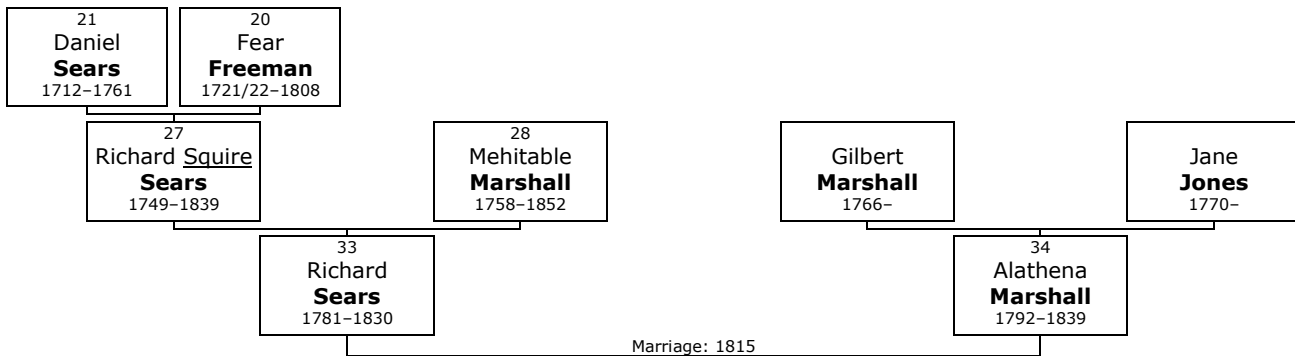 21
Daniel
Sears
1712–1761
20
Fear
Freeman
1721/22–1808
27
Richard Squire
Sears
1749–1839
28
Mehitable
Marshall
1758–1852
Gilbert
Marshall
1766–
Jane
Jones
1770–
33
Richard
Sears
1781–1830
34
Alathena
Marshall
1792–1839
Marriage: 1815